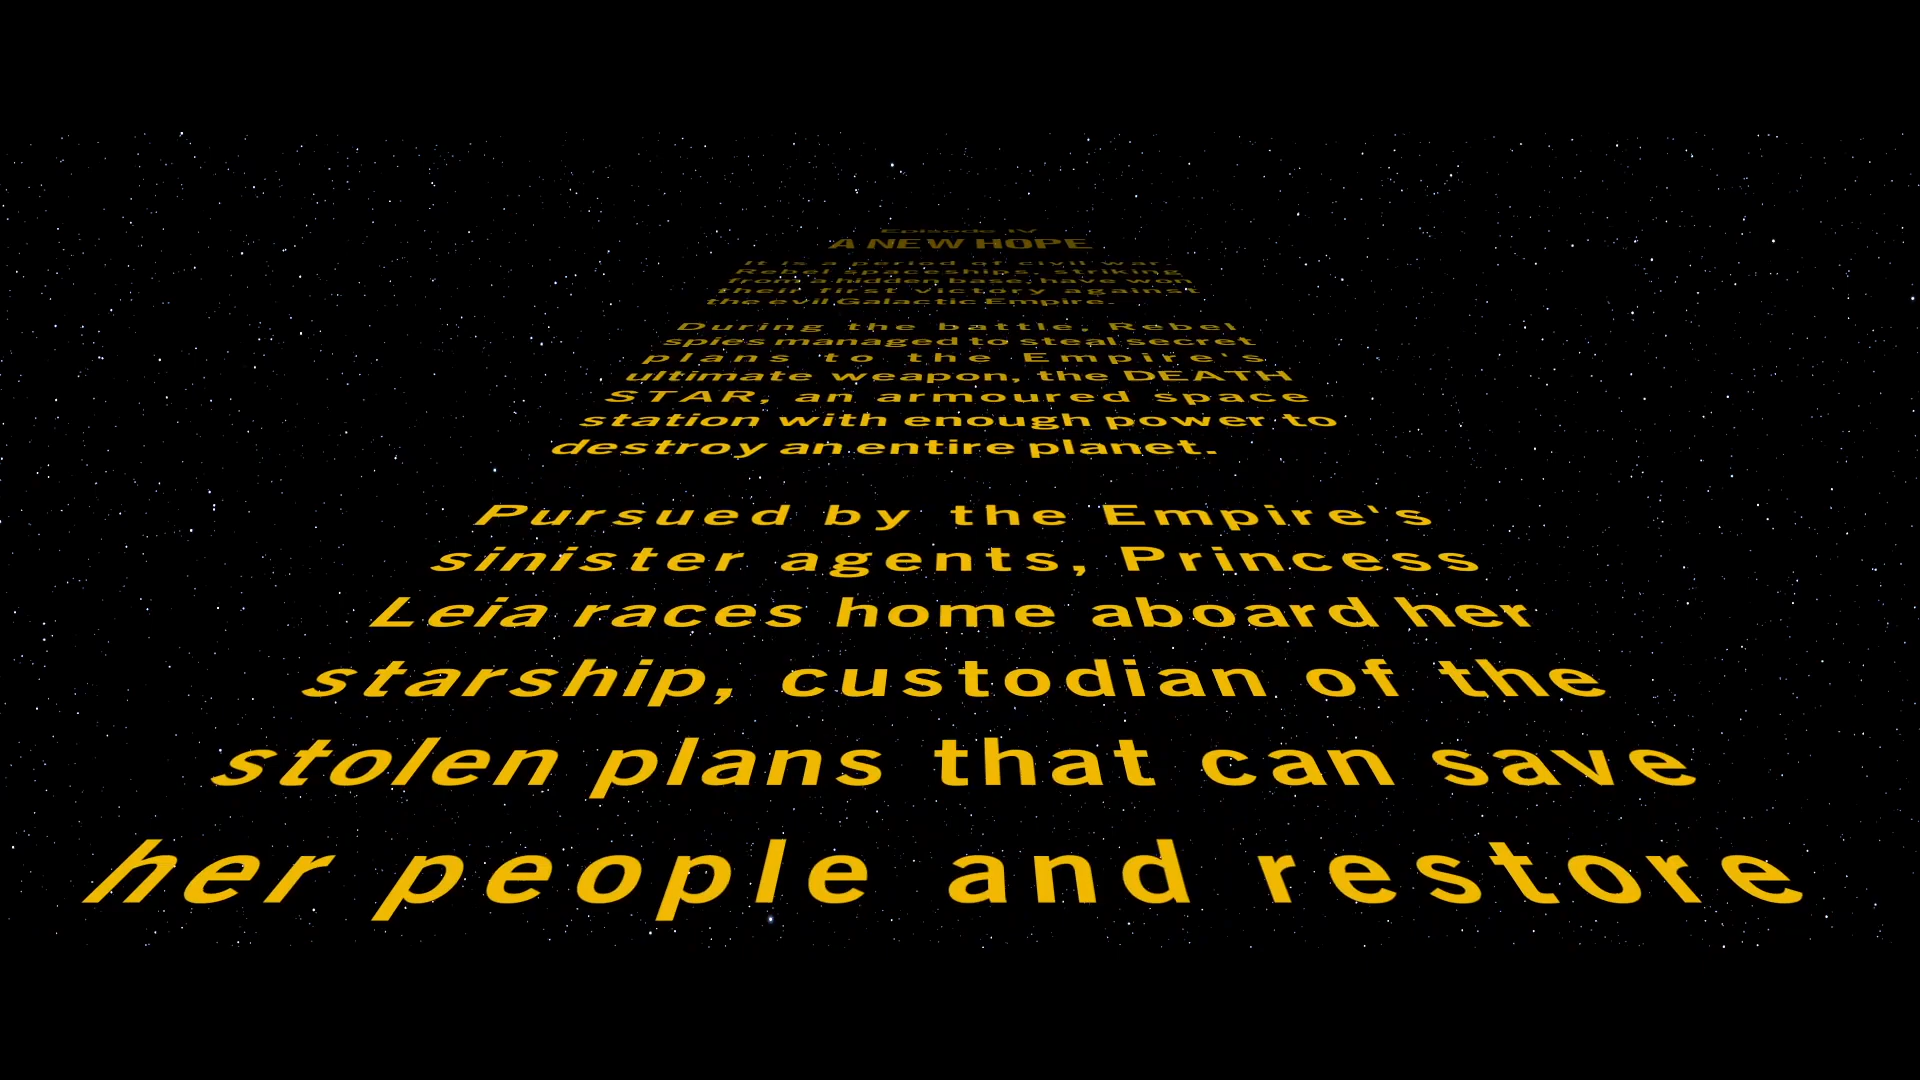 Episode IV
A NEW HOPE
It is a period of civil war.
Rebel spaceships, striking
from a hidden base, have won
their first victory against
the evil Galactic Empire.
During the battle, Rebel
spies managed to steal secret
plans to the Empire's
ultimate weapon, the DEATH
STAR, an armoured space
station with enough power to
destroy an entire planet.
Pursued by the Empire's
sinister agents, Princess
Leia races home aboard her
starship, custodian of the
stolen plans that can save
her people and restore